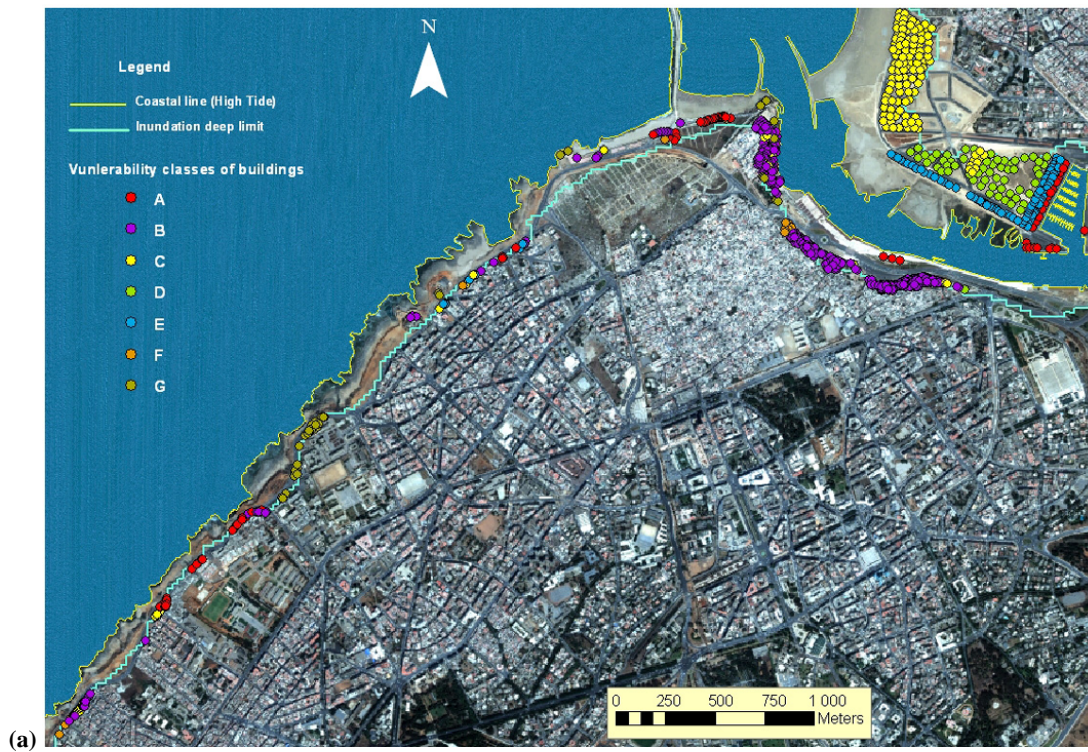 N
Legend
Coastal line (High Tide)
Inundation deep limit
Vunlerability classes of buildings
A
B
C
D
E
F
G
0 250 500 750 1 000
Meters
(a)